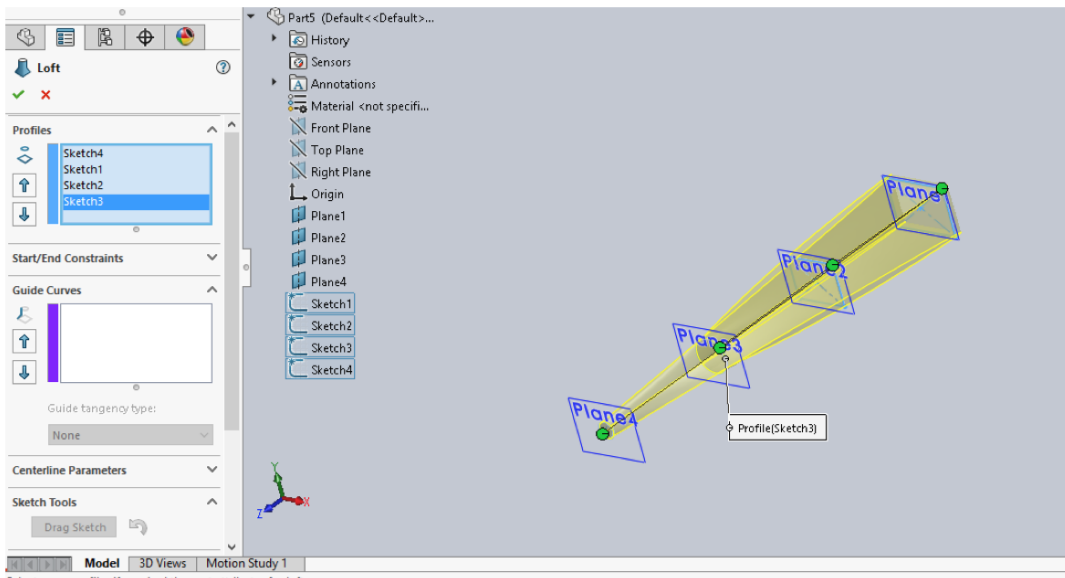 Loft
Profiles
Sketch4
Sketch1
Sketch2
Sketch3
Start/End Constraints
Guide Curves
Guide tangency type:
None
Centerline Parameters
Sketch Tools
Drag Sketch
Part5 (Default<<Default>...
History
Sensors
A Annotations
Material <not specifi...
Front Plane
Top Plane
Right Plane
Origin
Plane1
Plane2
Plane3
Plane4
Sketch1
Sketch2
Sketch3
Sketch4
Plane
Plane2
Plane3
Plane4
Profile(Sketch3)
Y
X
Z
Model 3D Views Motion Study 1